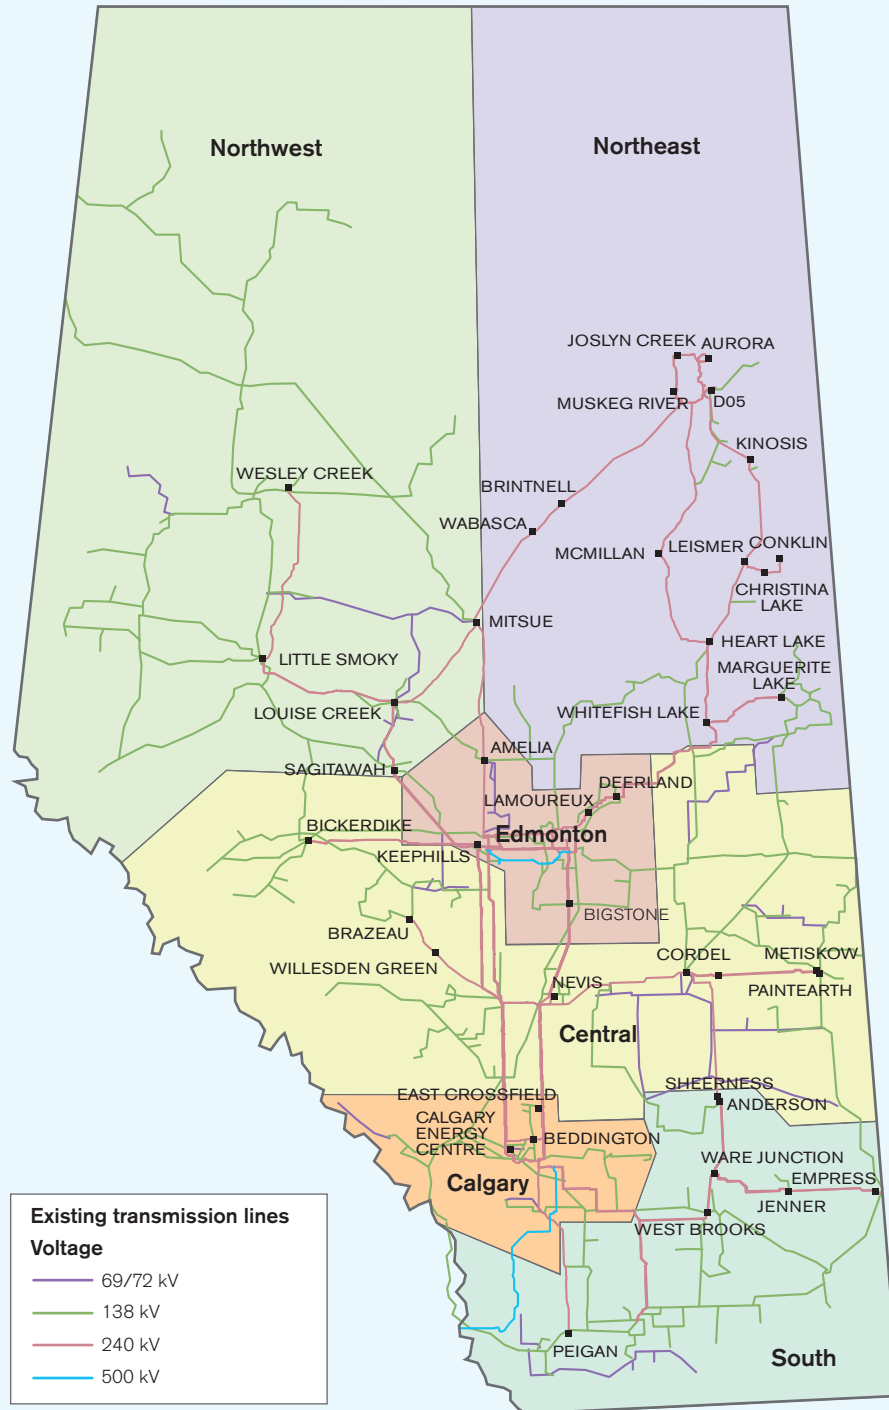 Northwest
Northeast
JOSLYN CREEK
AURORA
MUSKEG RIVER
D05
KINOSIS
WESLEY CREEK
BRINTNELL
WABASCA
MCMILLAN
LEISMER
CONKLIN
CHRISTINA
LAKE
MITSUE
HEART LAKE
LITTLE SMOKY
MARGUERITE
LAKE
LOUISE CREEK
WHITEFISH LAKE
AMELIA
SAGITAWAH
DEERLAND
LAMOUREUX
BICKERDIKE
Edmonton
KEEPHILLS
BIGSTONE
BRAZEAU
WILLESDEN GREEN
CORDEL
METISKOW
NEVIS
PAINTEARTH
Central
SHEERNESS
EAST CROSSFIELD
ANDERSON
CALGARY
ENERGY
CENTRE
BEDDINGTON
WARE JUNCTION
Calgary
EMPRESS
JENNER
WEST BROOKS
PEIGAN
South
Existing transmission lines
Voltage
69/72 kV
138 kV
240 kV
500 kV